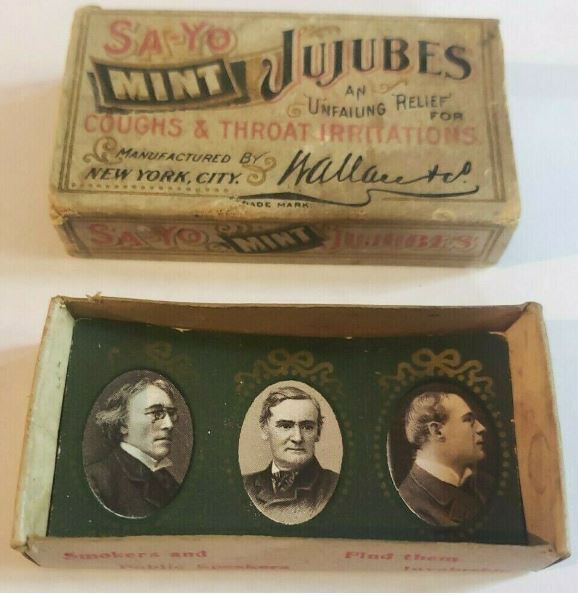 SA-YO
MINT JUJUBES
AN
UNFAILING RELIEF
FOR
COUGHS & THROAT IRRITATIONS.
MANUFACTURED BY
NEW YORK, CITY. Wallace & Co.
TRADE MARK.
SA-YO MINT JUJUBES
Smokers and Find them
Public Speakers